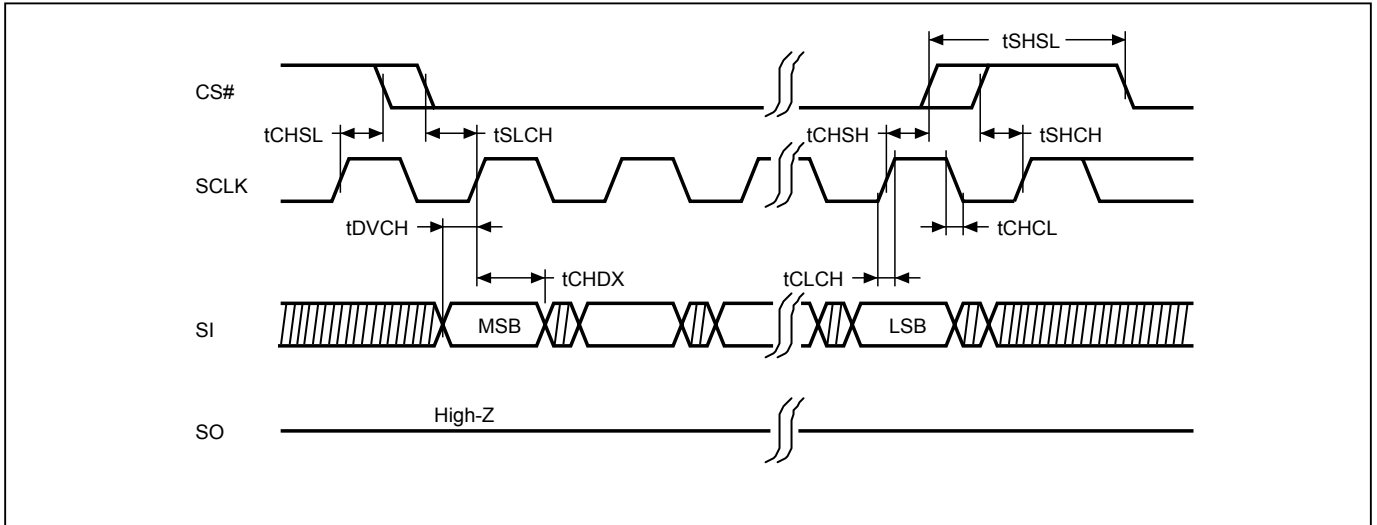 tSHSL
CS#
tCHSL
tSLCH
tCHSH
tSHCH
SCLK
tDVCH
tCHCL
tCHDX
tCLCH
SI
MSB
LSB
High-Z
SO